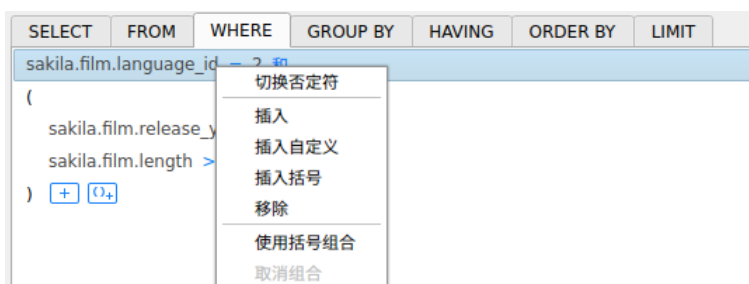 SELECT FROM WHERE GROUP BY HAVING ORDER BY LIMIT
sakila.film.language_id = 2 和
(
sakila.film.release_y
sakila.film.length >
) + ()+
切换否定符
插入
插入自定义
插入括号
移除
使用括号组合
取消组合